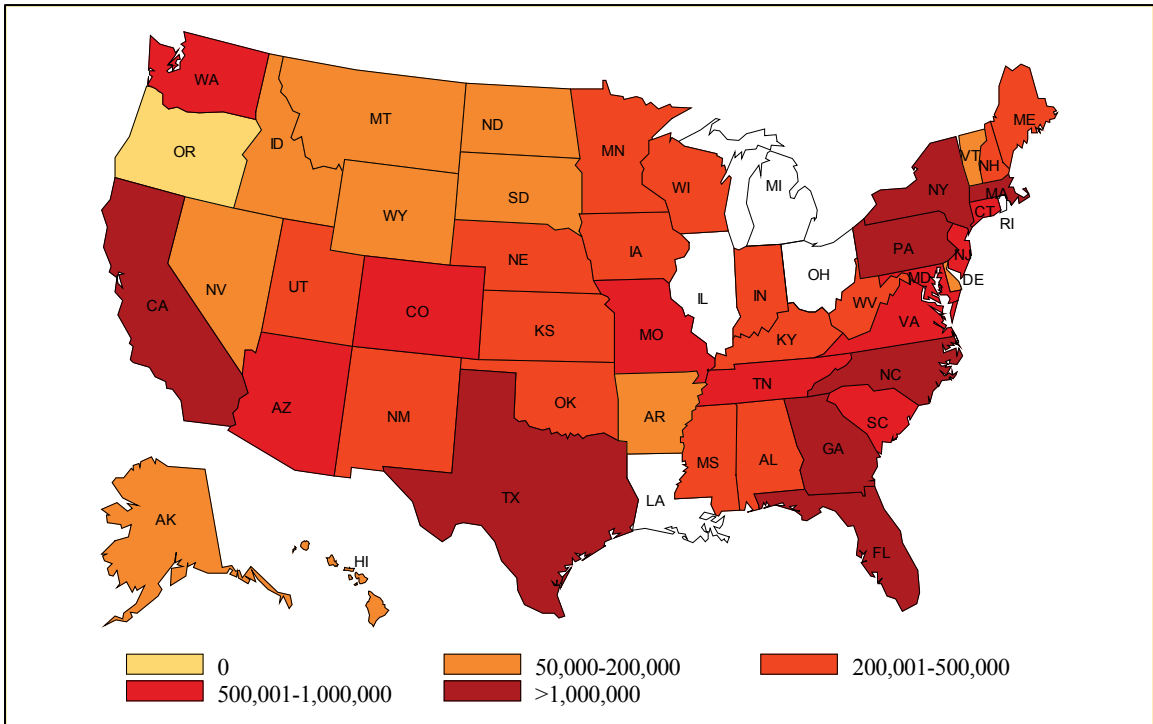 WA
MT
ND
MN
ME
OR
ID
VT
NH
WI
MI
NY
MA
SD
WY
CT
RI
PA
IA
NE
NJ
OH
MD
DE
NV
UT
IL
IN
WV
CA
CO
VA
KS
MO
KY
NC
TN
AZ
NM
OK
AR
SC
GA
MS
AL
TX
LA
AK
FL
HI
0
50,000-200,000
200,001-500,000
500,001-1,000,000
>1,000,000